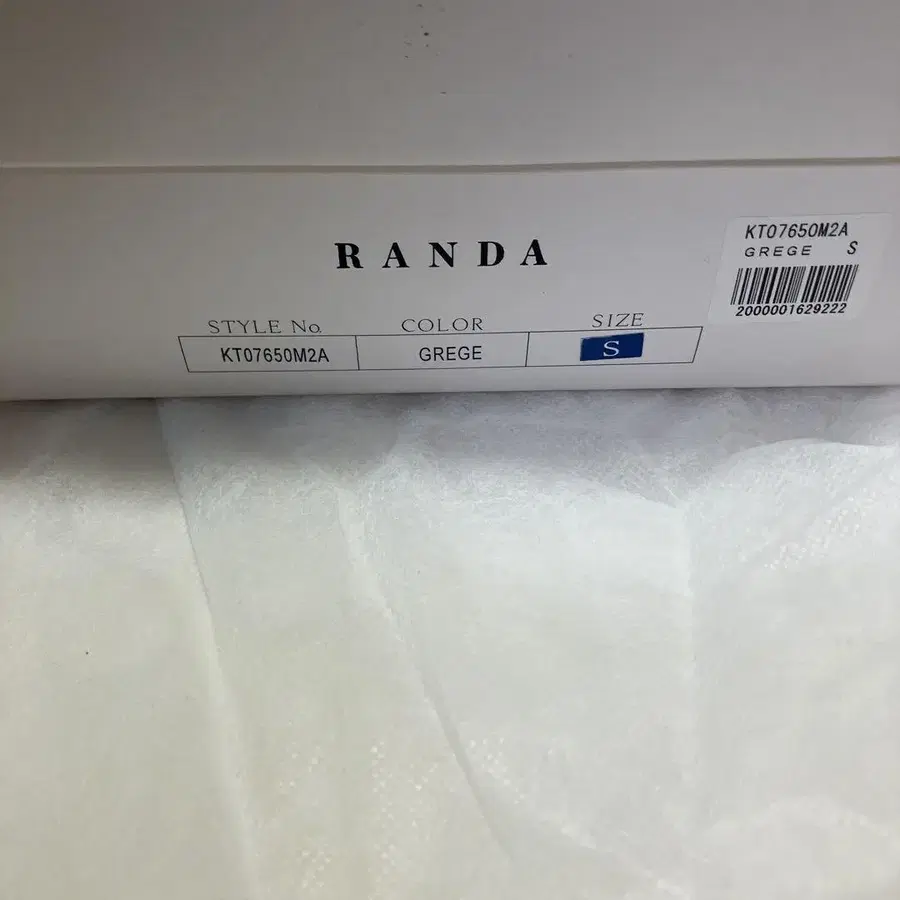 RANDA
STYLE No. COLOR SIZE
KT07650M2A GREGE S
KT07650M2A
GREGE S
2000001629222